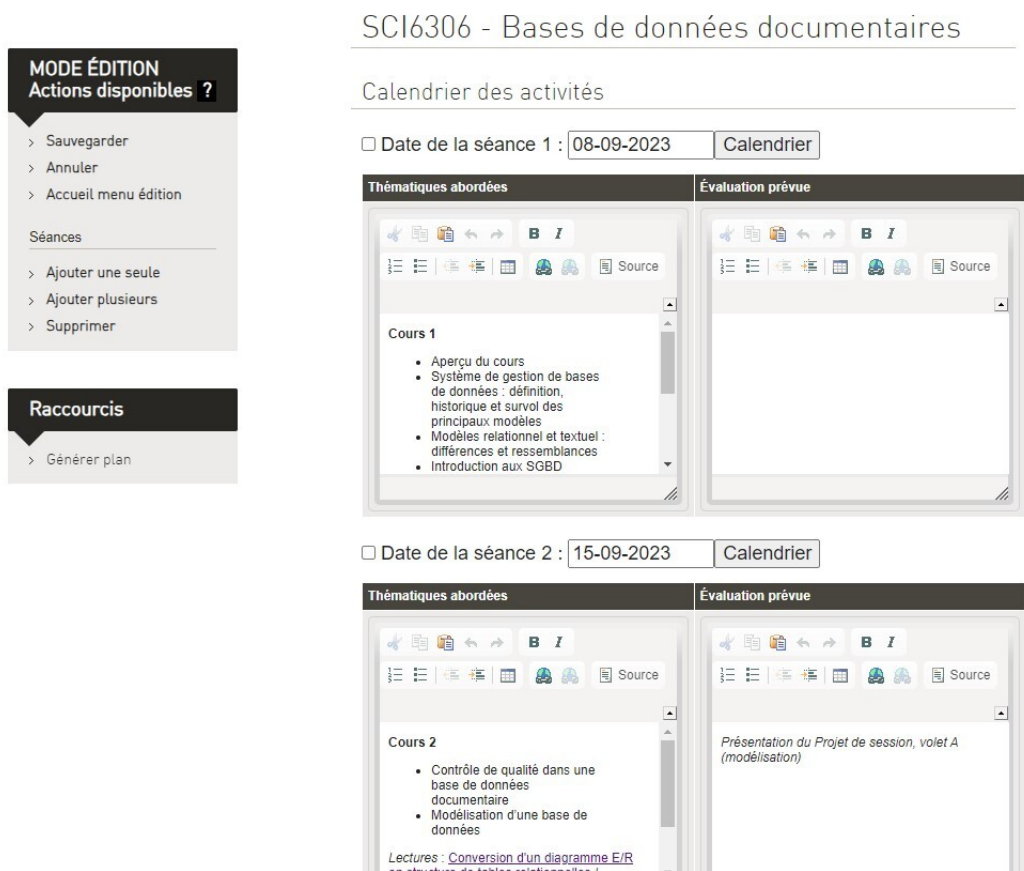 SCI6306 - Bases de données documentaires
MODE ÉDITION
Actions disponibles ?
Sauvegarder
Annuler
Accueil menu édition
Séances
Ajouter une seule
Ajouter plusieurs
Supprimer
Raccourcis
Générer plan
Calendrier des activités
Date de la séance 1 : 08-09-2023 Calendrier
Thématiques abordées
Évaluation prévue
B I
Source
B I
Source
Cours 1
Aperçu du cours
Système de gestion de bases
de données : définition,
historique et survol des
principaux modèles
Modèles relationnel et textuel :
différences et ressemblances
Introduction aux SGBD
Date de la séance 2 : 15-09-2023 Calendrier
Thématiques abordées
Évaluation prévue
B I
Source
B I
Source
Cours 2
Contrôle de qualité dans une
base de données
documentaire
Modélisation d'une base de
données
Lectures : Conversion d'un diagramme E/R
en structure de tables relationnelles /
Présentation du Projet de session, volet A
(modélisation)